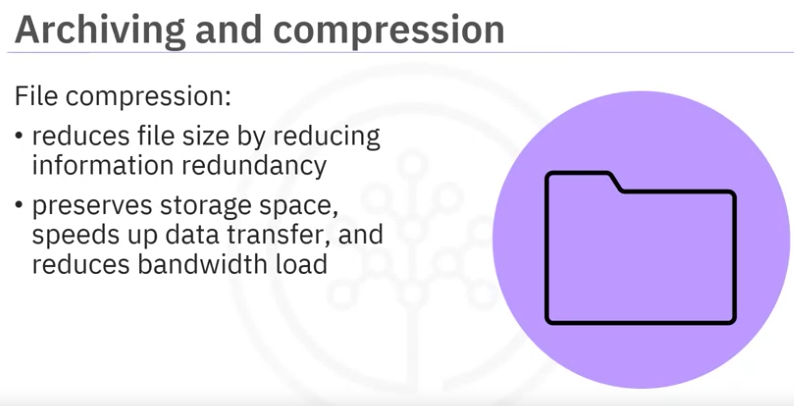 Archiving and compression
File compression:
• reduces file size by reducing
information redundancy
• preserves storage space,
speeds up data transfer, and
reduces bandwidth load